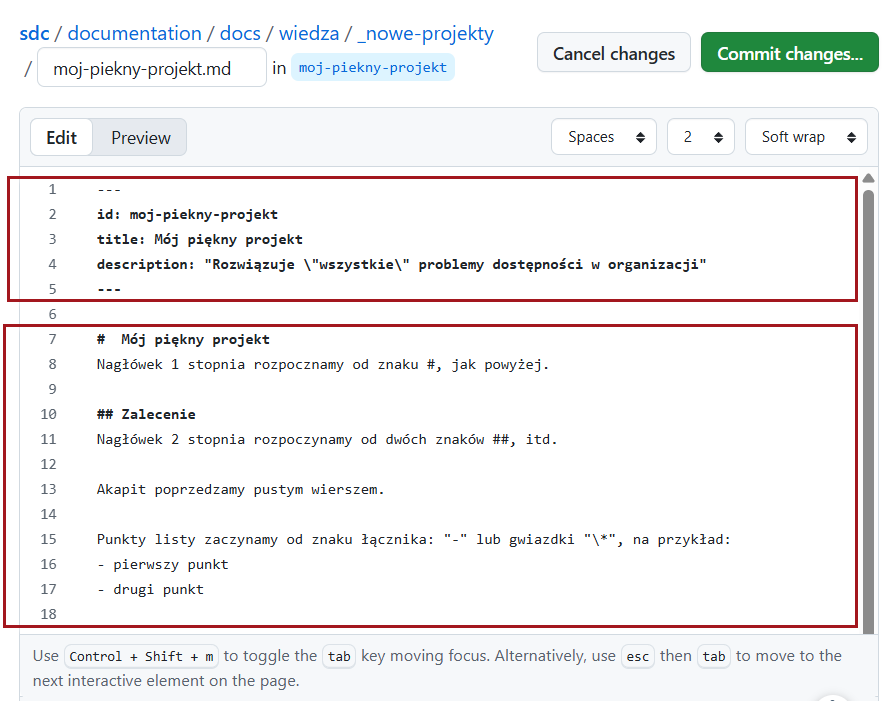 sdc / documentation / docs / wiedza / _nowe-projekty
/ moj-piekny-projekt.md in moj-piekny-projekt
Cancel changes
Commit changes...
Edit Preview
Spaces 2 Soft wrap
1 ---
2 id: moj-piekny-projekt
3 title: Mój piękny projekt
4 description: "Rozwiązuje \"wszystkie\" problemy dostępności w organizacji"
5 ---
6
7 #  Mój piękny projekt
8 Nagłówek 1 stopnia rozpocznamy od znaku #, jak powyżej.
9
10 ## Zalecenie
11 Nagłówek 2 stopnia rozpoczynamy od dwóch znaków ##, itd.
12
13 Akapit poprzedzamy pustym wierszem.
14
15 Punkty listy zaczynamy od znaku łącznika: "-" lub gwiazdki "\*", na przykład:
16 - pierwszy punkt
17 - drugi punkt
18
Use Control + Shift + m to toggle the tab key moving focus. Alternatively, use esc then tab to move to the
next interactive element on the page.